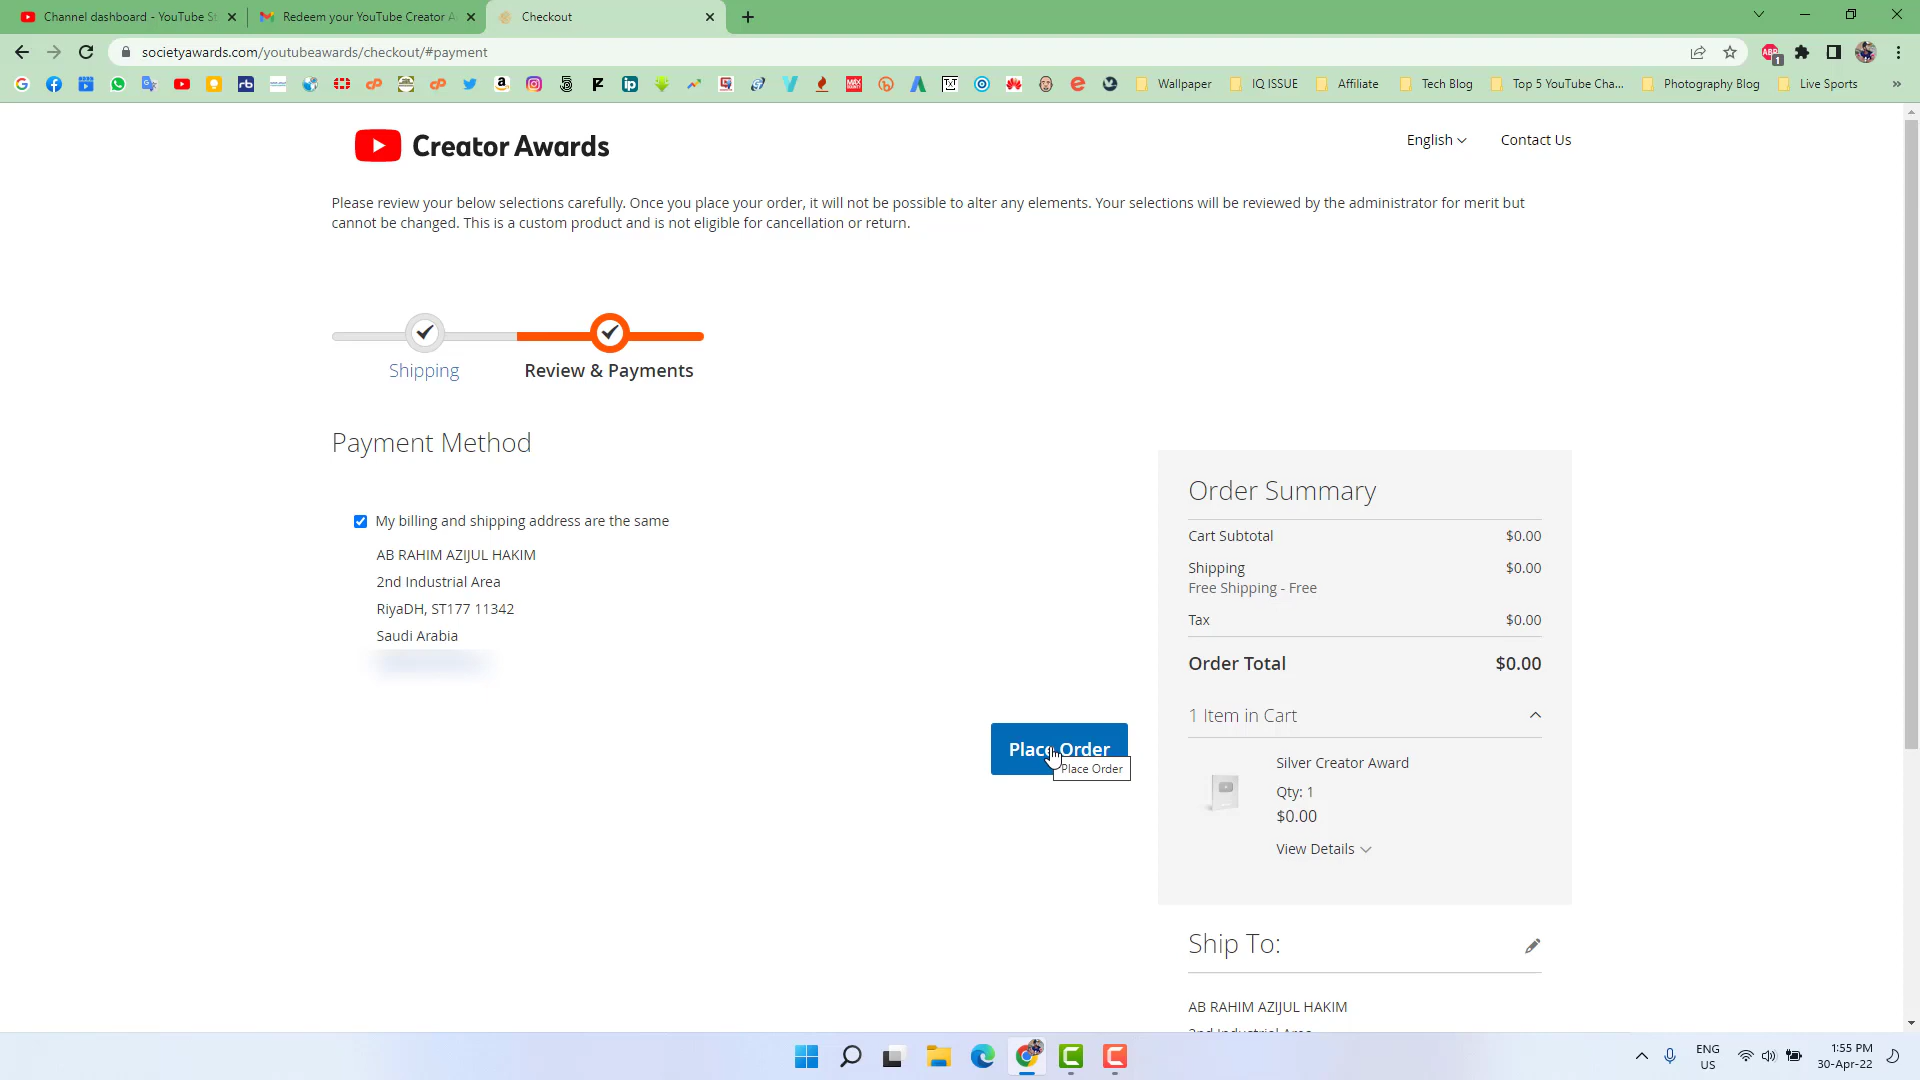 Channel dashboard - YouTube St
Redeem your YouTube Creator A
Checkout
societyawards.com/youtubeawards/checkout/#payment
Wallpaper
IQ ISSUE
Affiliate
Tech Blog
Top 5 YouTube Cha...
Photography Blog
Live Sports
Creator Awards
English
Contact Us
Please review your below selections carefully. Once you place your order, it will not be possible to alter any elements. Your selections will be reviewed by the administrator for merit but
cannot be changed. This is a custom product and is not eligible for cancellation or return.
Shipping
Review & Payments
Payment Method
My billing and shipping address are the same
AB RAHIM AZIJUL HAKIM
2nd Industrial Area
RiyaDH, ST177 11342
Saudi Arabia
Place Order
Place Order
Order Summary
Cart Subtotal $0.00
Shipping $0.00
Free Shipping - Free
Tax $0.00
Order Total $0.00
1 Item in Cart
Silver Creator Award
Qty: 1
$0.00
View Details
Ship To:
AB RAHIM AZIJUL HAKIM
2nd Industrial Area
ENG
US
1:55 PM
30-Apr-22